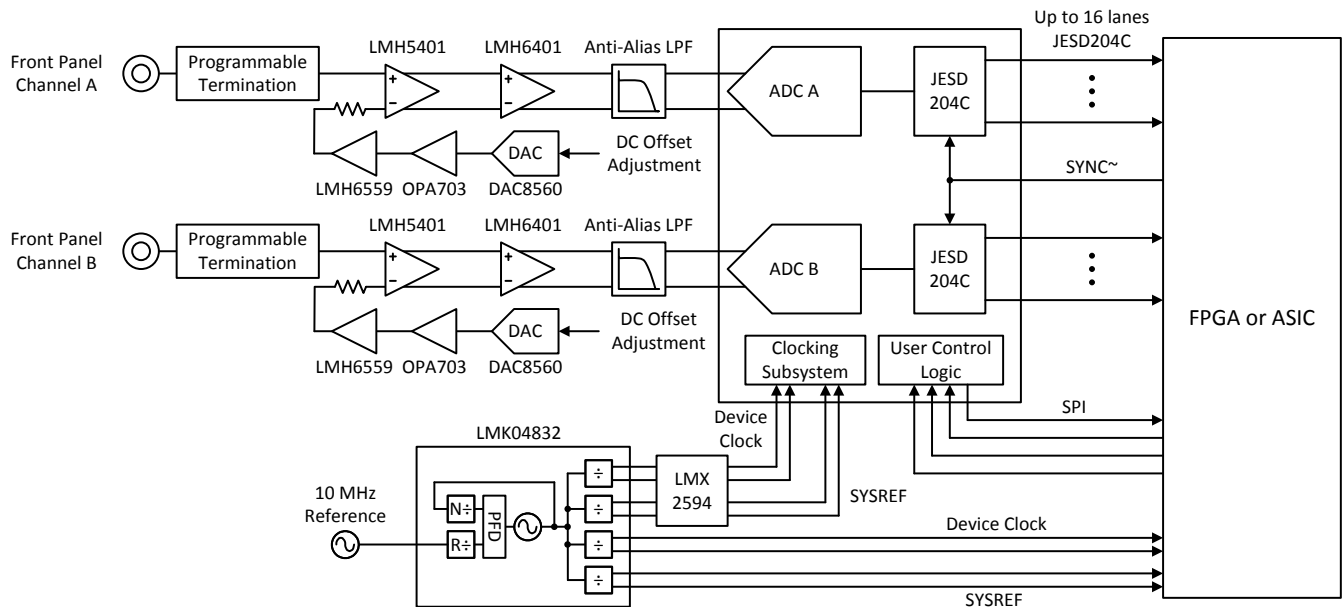 Up to 16 lanes
JESD204C
LMH5401
LMH6401
Anti-Alias LPF
Front Panel
Channel A
Programmable
Termination
+
−
+
−
ADC A
JESD
204C
DAC
DC Offset
Adjustment
LMH6559
OPA703
DAC8560
SYNC~
LMH5401
LMH6401
Anti-Alias LPF
Front Panel
Channel B
Programmable
Termination
+
−
+
−
ADC B
JESD
204C
FPGA or ASIC
DAC
DC Offset
Adjustment
LMH6559
OPA703
DAC8560
Clocking
Subsystem
User Control
Logic
SPI
Device
Clock
LMK04832
÷
LMX
2594
10 MHz
Reference
N÷
PFD
R÷
÷
SYSREF
÷
Device Clock
÷
SYSREF